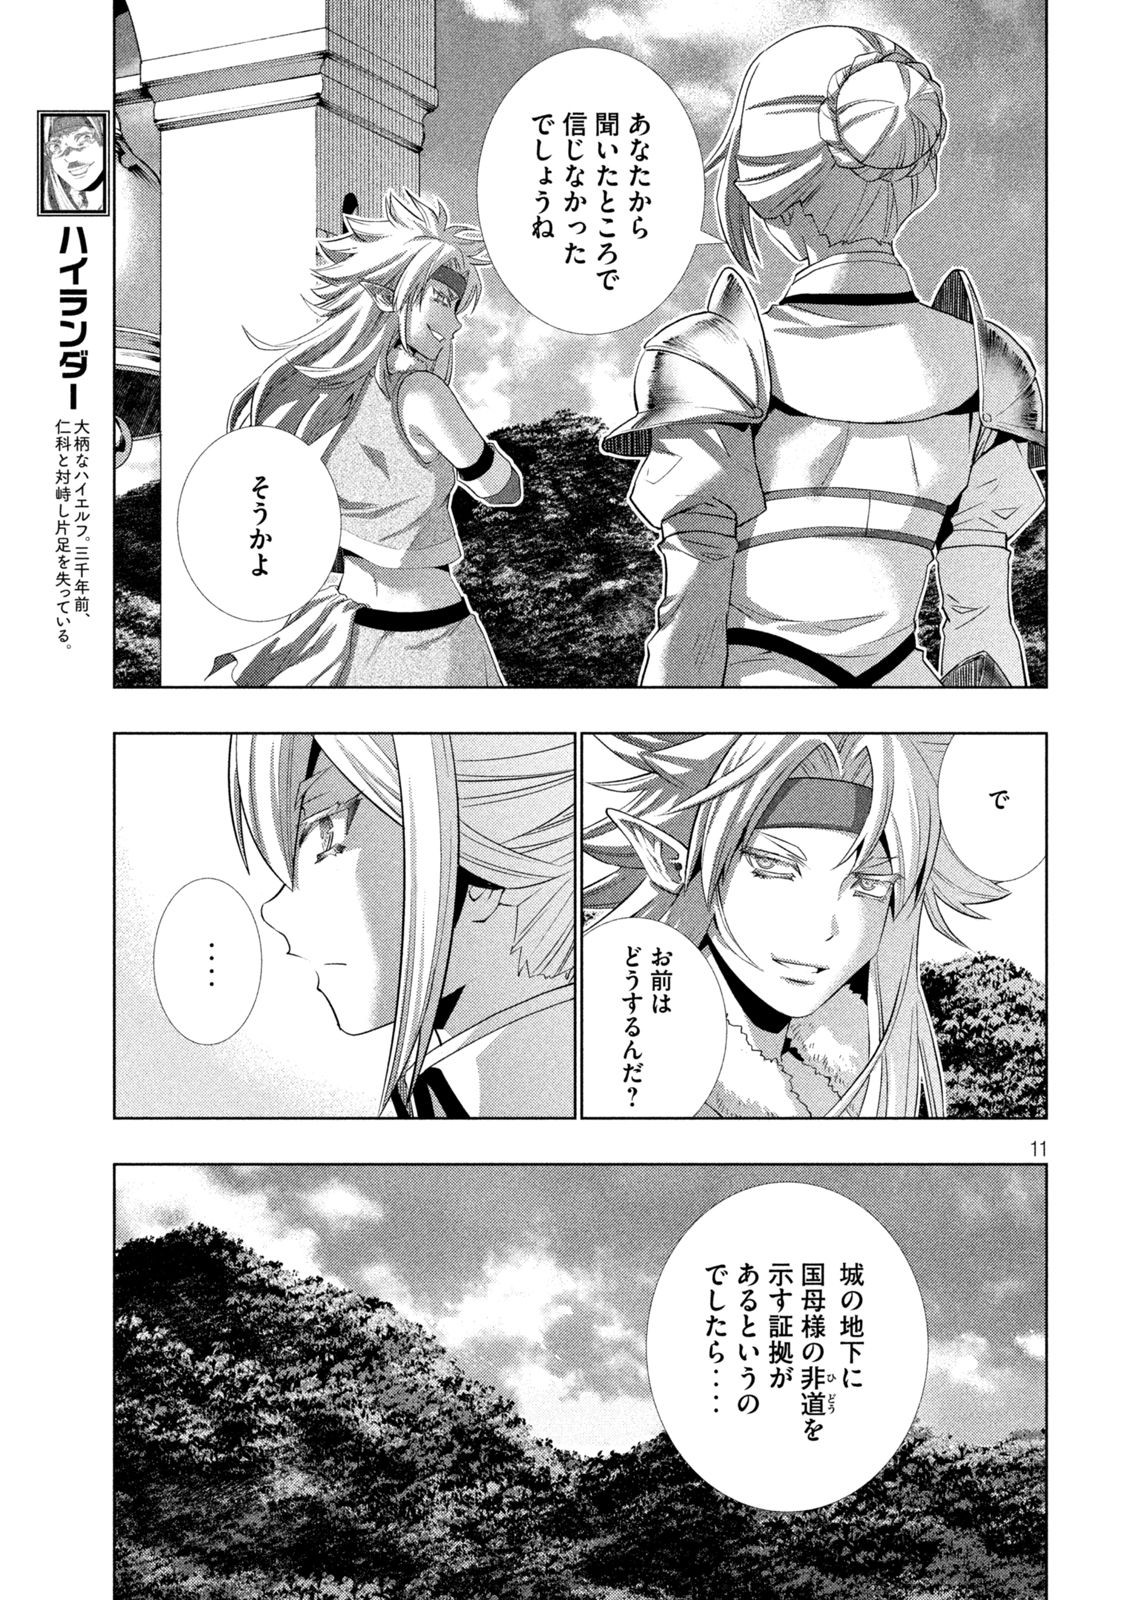 あなたから
聞いたところで
信じなかった
でしょうね
そうかよ
ハイランダー
大柄なハイエルフ。三千年前、
仁科と対峙し片足を失っている。
で
お前は
どうするんだ?
‥‥
11
城の地下に
国母様の非道を
ひどう
示す証拠が
あるというの
でしたら‥‥